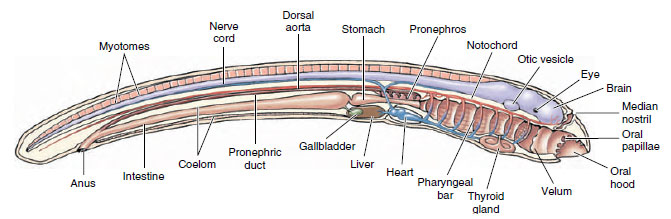 Dorsal
aorta
Nerve
cord
Stomach
Pronephros
Myotomes
Notochord
Otic vesicle
Eye
Brain
Median
nostril
Oral
papillae
Oral
hood
Velum
Thyroid
gland
Pharyngeal
bar
Heart
Liver
Gallbladder
Pronephric
duct
Coelom
Intestine
Anus